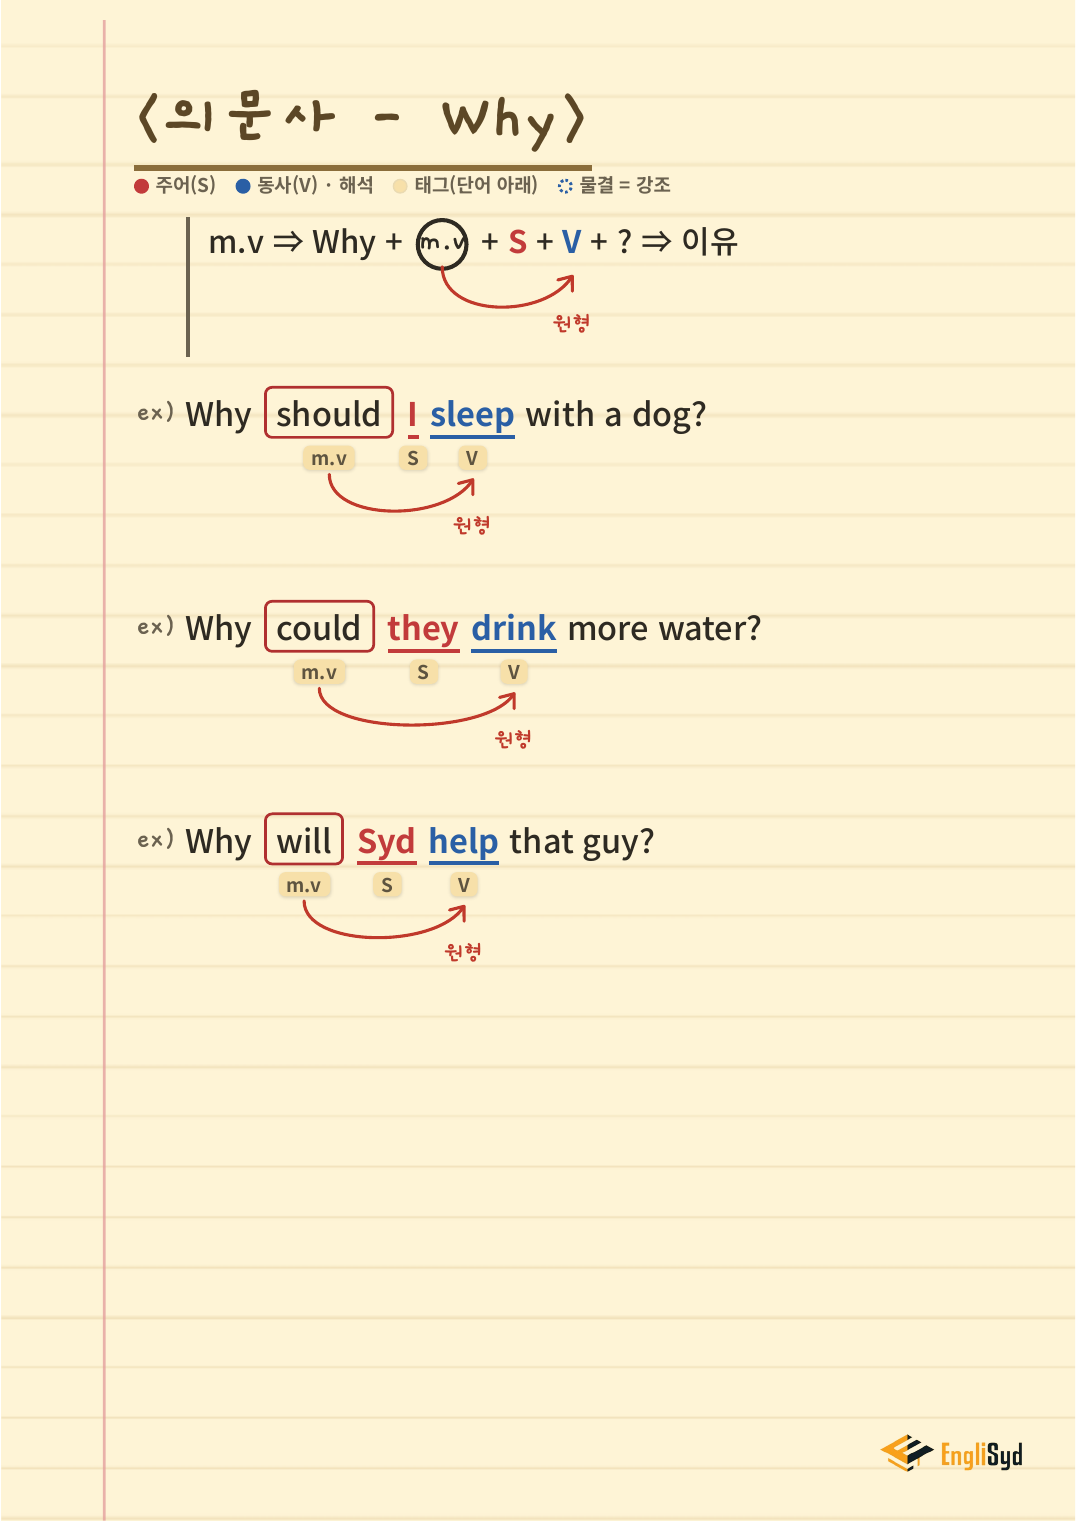 <의문사 - Why>
주어(S) 동사(V) · 해석 태그(단어 아래) 물결 = 강조
m.v ⇒ Why + m.v + S + V + ? ⇒ 이유
원형
ex) Why should I sleep with a dog?
m.v S V
원형
ex) Why could they drink more water?
m.v S V
원형
ex) Why will Syd help that guy?
m.v S V
원형
EngliSyd